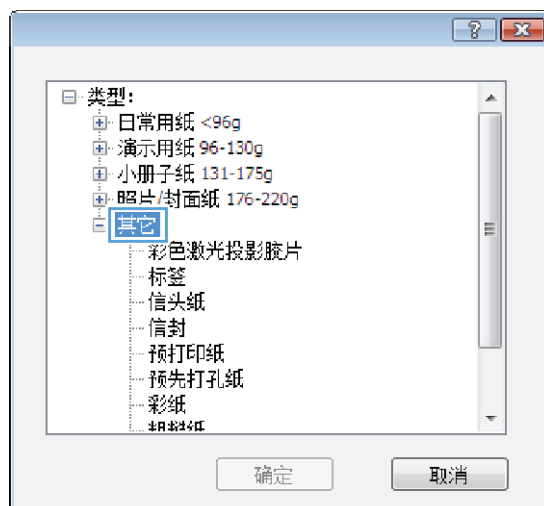 类型:
日常用纸 <96g
演示用纸 96-130g
小册子纸 131-175g
照片/封面纸 176-220g
其它
彩色激光投影胶片
标签
信头纸
信封
预打印纸
预先打孔纸
彩纸
粗糙纸
确定
取消